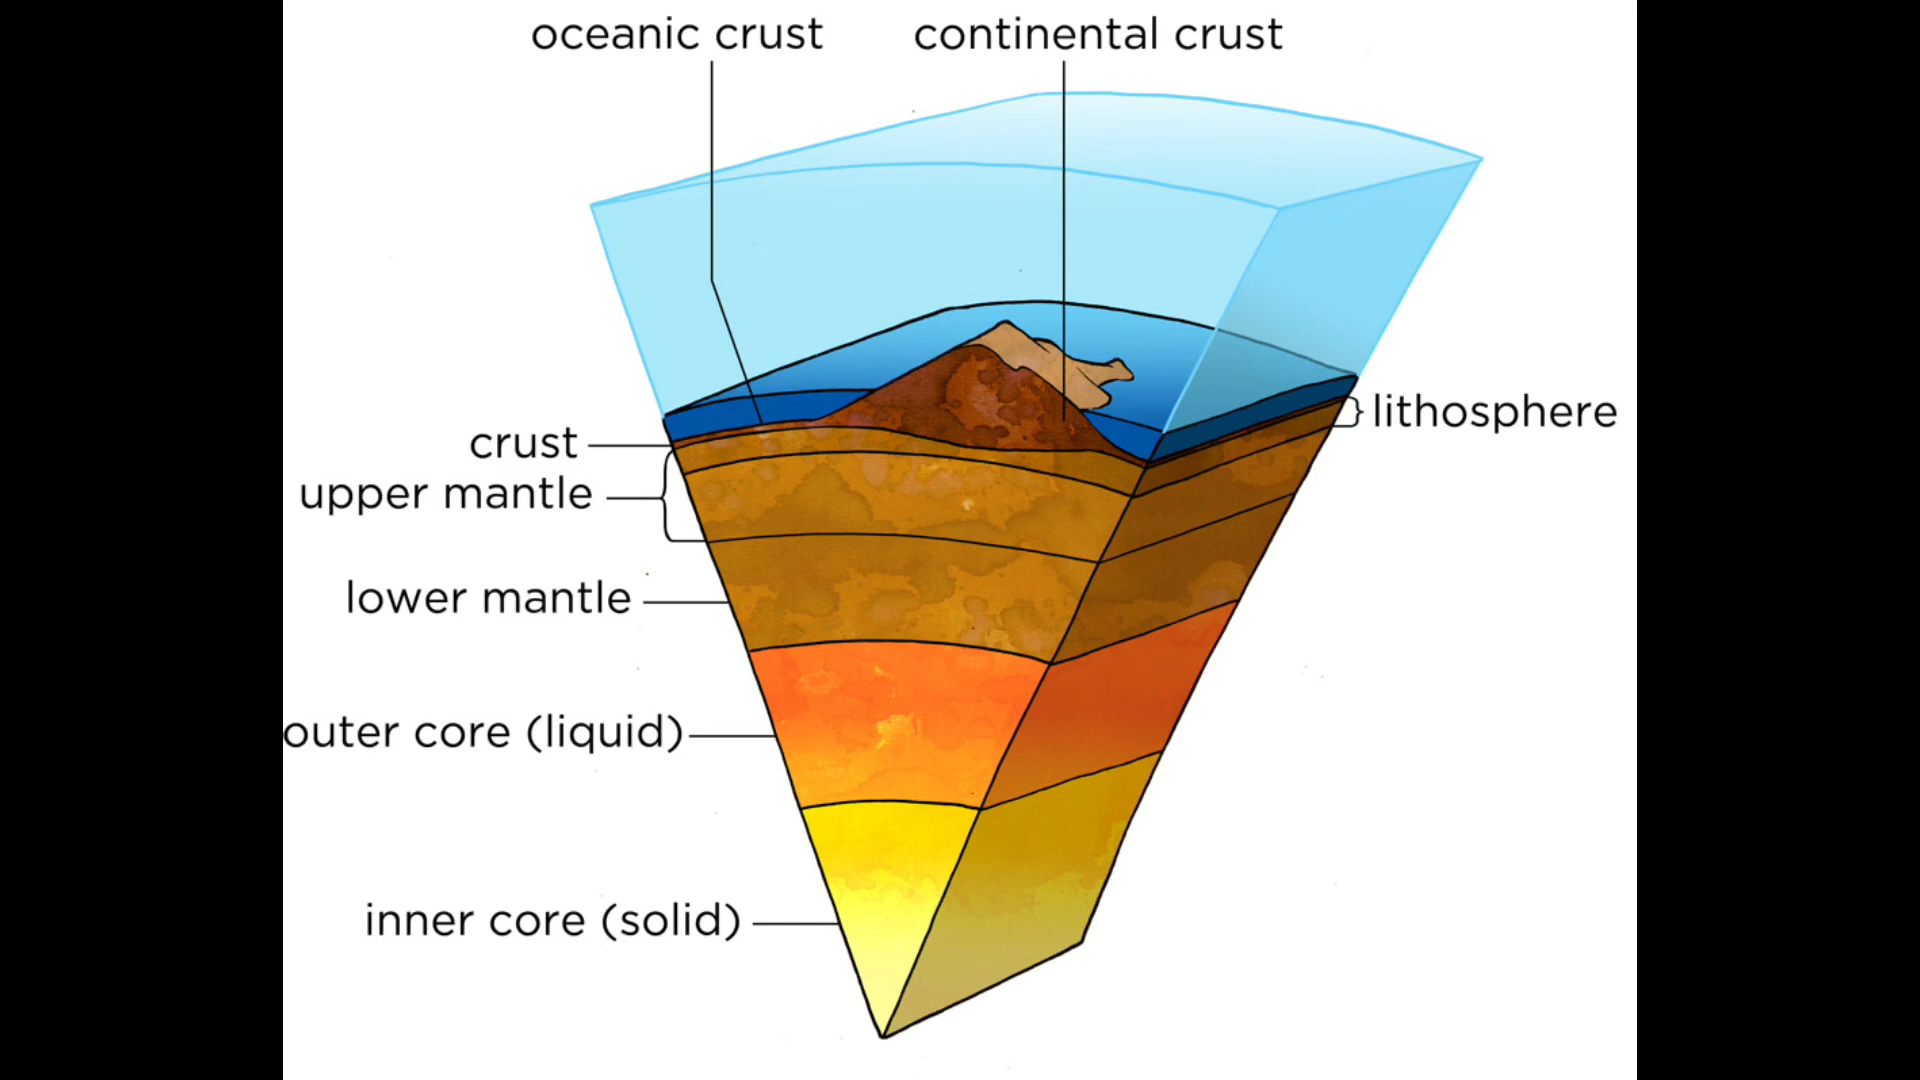 oceanic crust
continental crust
lithosphere
crust
upper mantle
lower mantle
outer core (liquid)
inner core (solid)